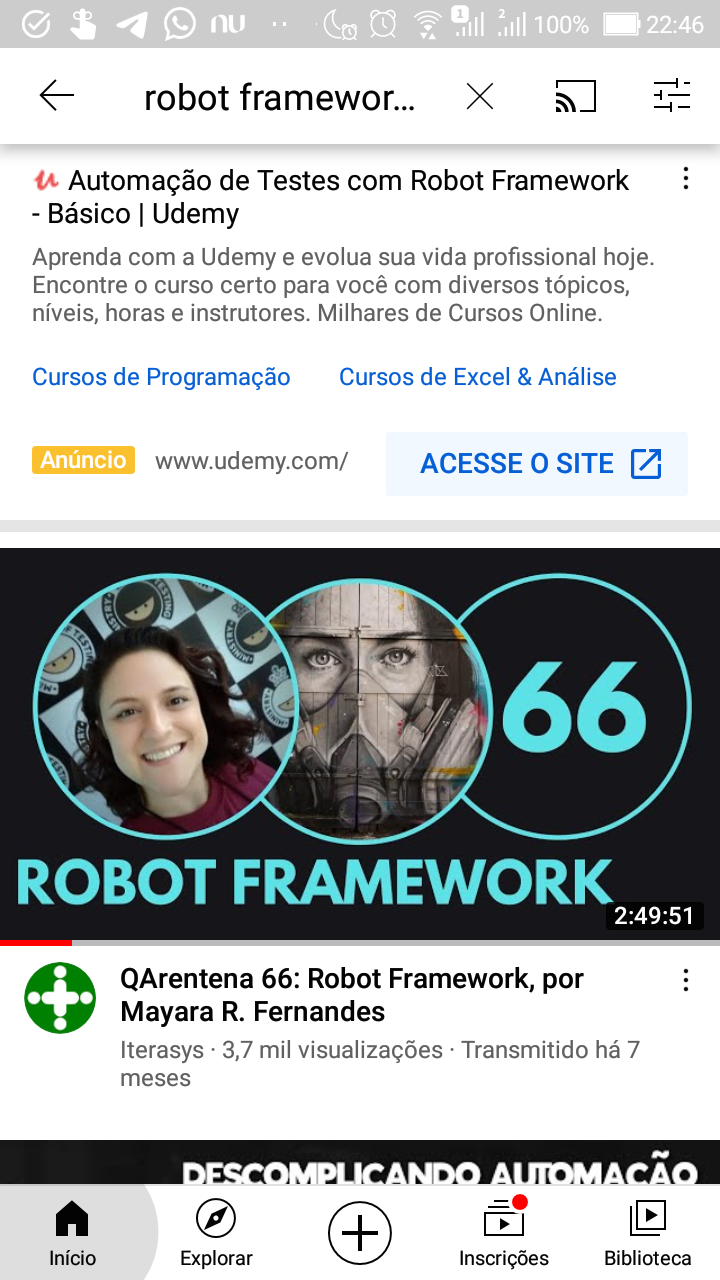 nu
1
2
100%
22:46
robot framewor...
Automação de Testes com Robot Framework
- Básico | Udemy
Aprenda com a Udemy e evolua sua vida profissional hoje.
Encontre o curso certo para você com diversos tópicos,
níveis, horas e instrutores. Milhares de Cursos Online.
Cursos de Programação
Cursos de Excel & Análise
Anúncio
www.udemy.com/
ACESSE O SITE
66
ROBOT FRAMEWORK
2:49:51
QArentena 66: Robot Framework, por
Mayara R. Fernandes
Iterasys · 3,7 mil visualizações · Transmitido há 7
meses
DESCOMPLICANDO AUTOMAÇÃO
Início
Explorar
Inscrições
Biblioteca